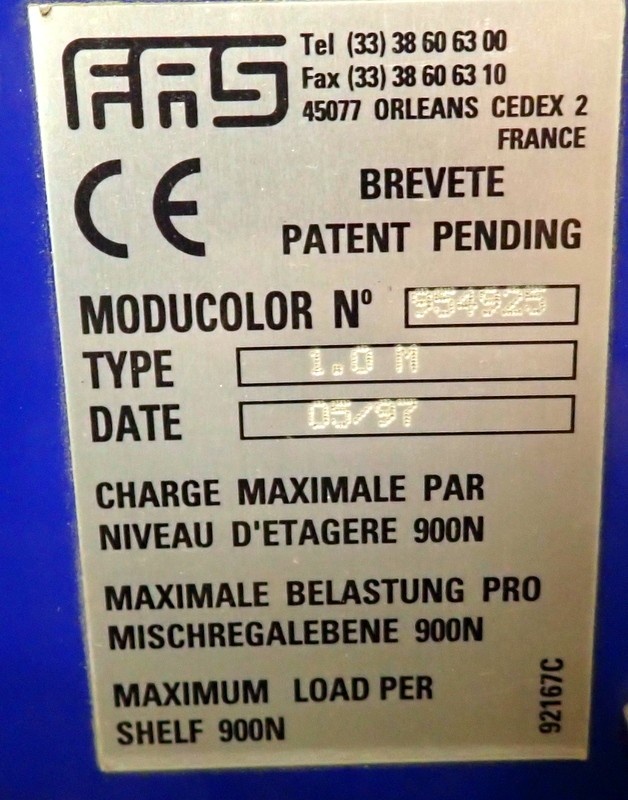 FAS
Tel (33) 38 60 63 00
Fax (33) 38 60 63 10
45077 ORLEANS CEDEX 2
FRANCE
CE
BREVETE
PATENT PENDING
MODUCOLOR Nº 954925
TYPE 1.0 M
DATE 05/97
CHARGE MAXIMALE PAR
NIVEAU D'ETAGERE 900N
MAXIMALE BELASTUNG PRO
MISCHREGALEBENE 900N
MAXIMUM LOAD PER
SHELF 900N
92167C